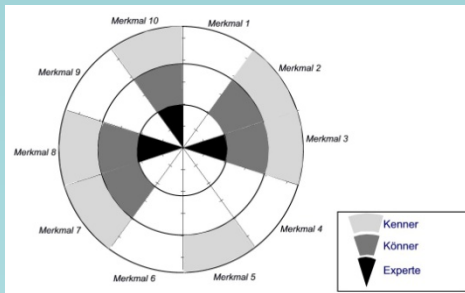 Merkmal 10
Merkmal 1
Merkmal 9
Merkmal 2
Merkmal 8
Merkmal 3
Merkmal 7
Merkmal 4
Merkmal 6
Merkmal 5
Kenner
Könner
Experte